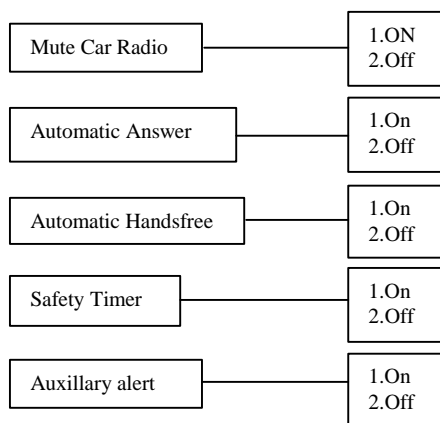 Mute Car Radio
1.ON
2.Off
Automatic Answer
1.On
2.Off
Automatic Handsfree
1.On
2.Off
Safety Timer
1.On
2.Off
Auxillary alert
1.On
2.Off